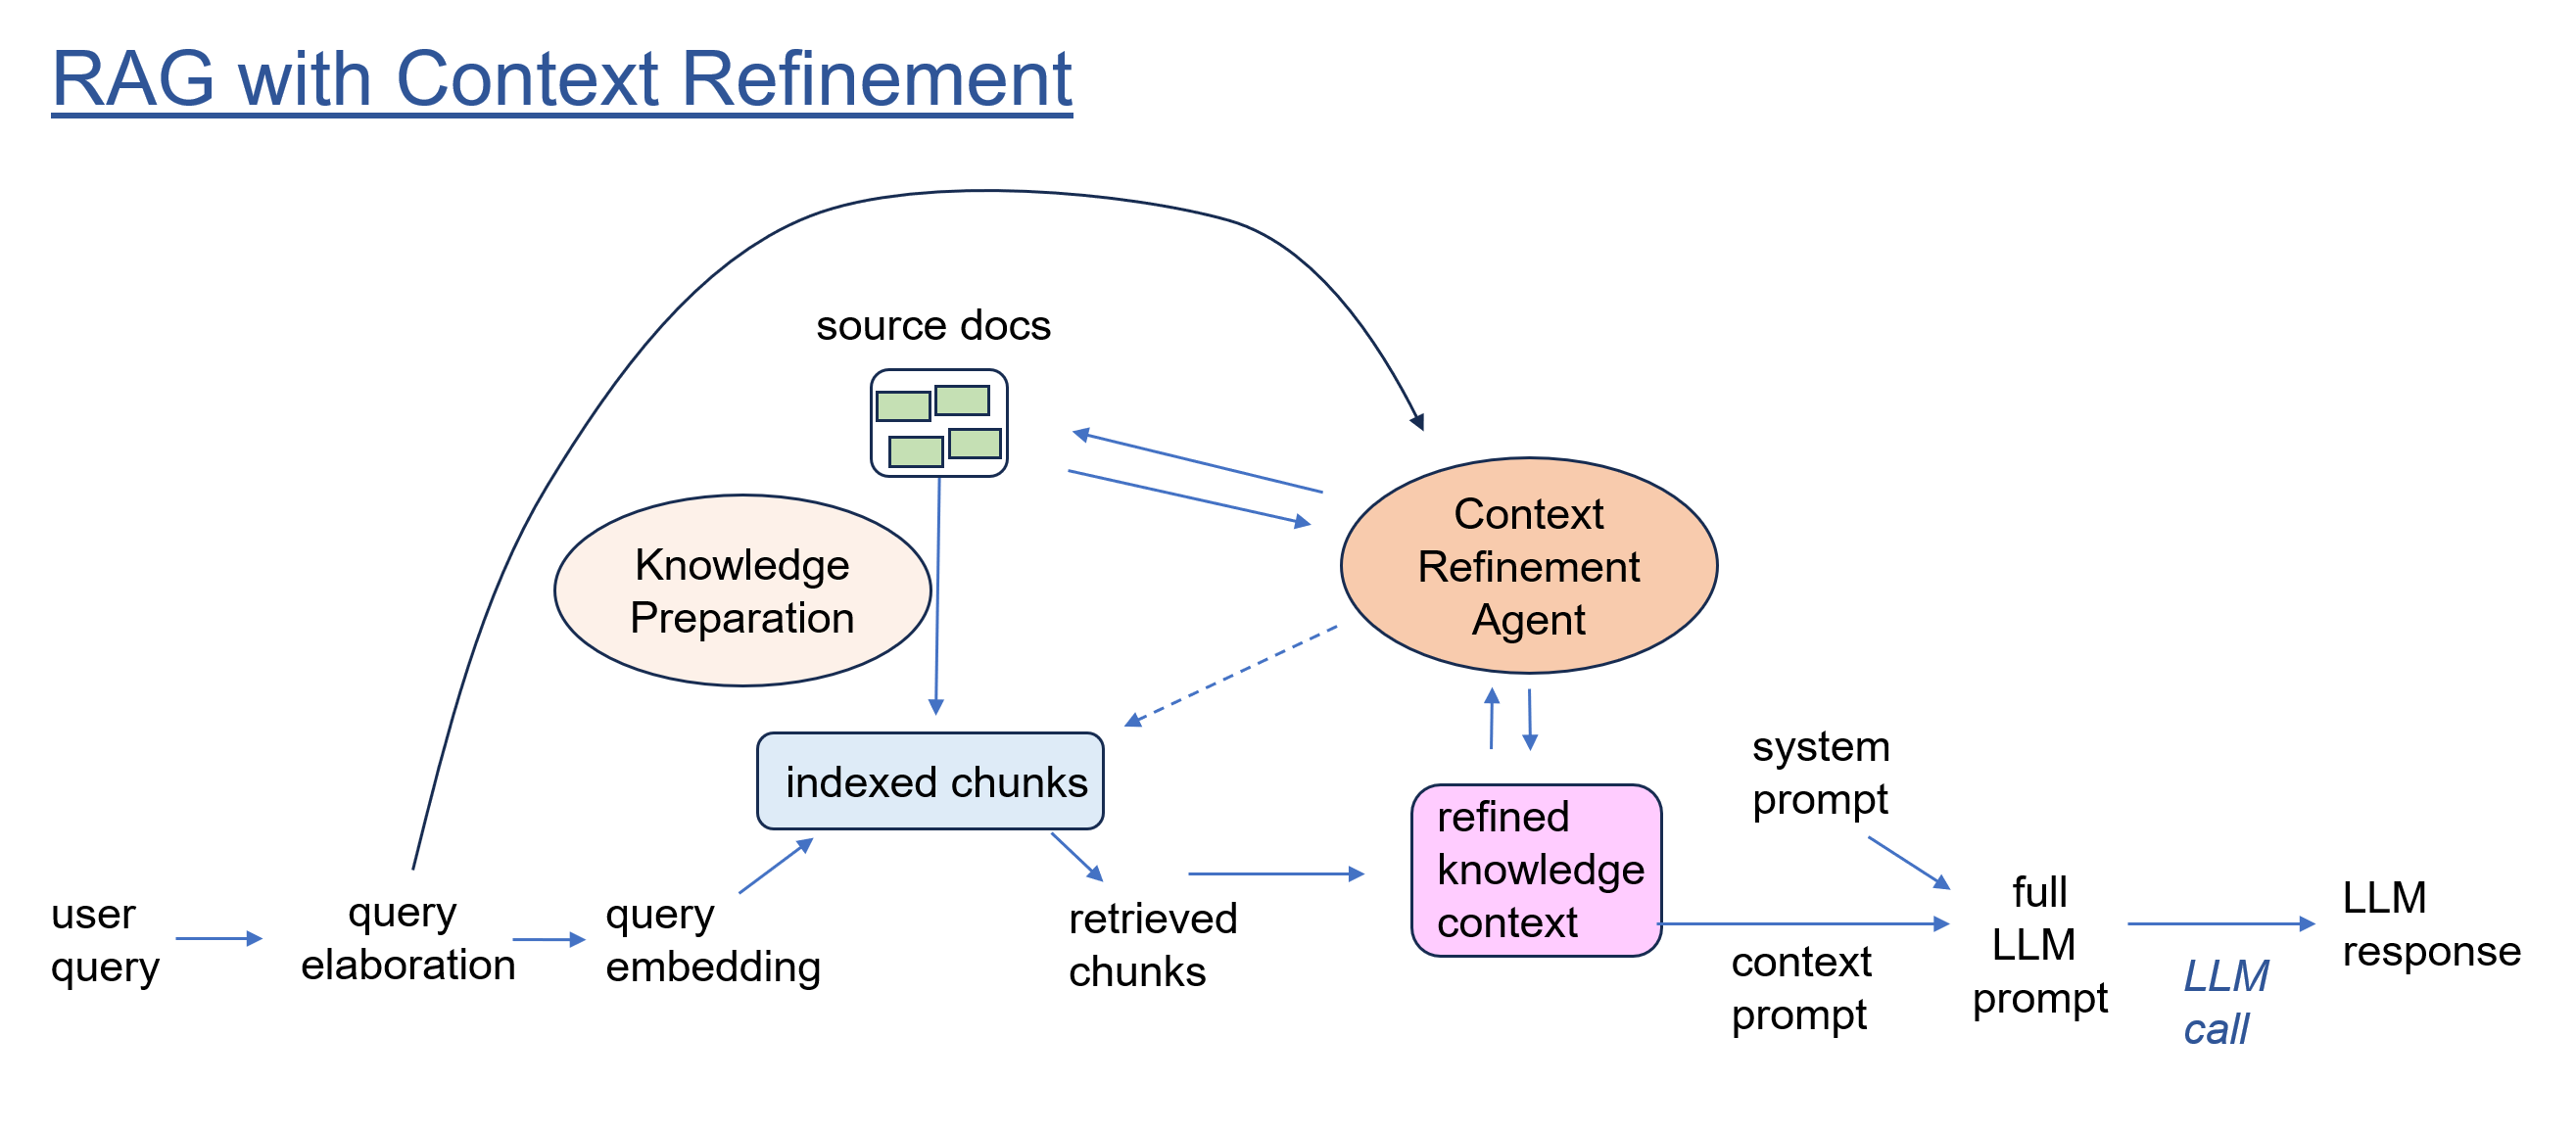 RAG with Context Refinement
source docs
Knowledge
Preparation
Context
Refinement
Agent
indexed chunks
user
query
query
elaboration
query
embedding
retrieved
chunks
refined
knowledge
context
system
prompt
context
prompt
full
LLM
prompt
LLM
call
LLM
response